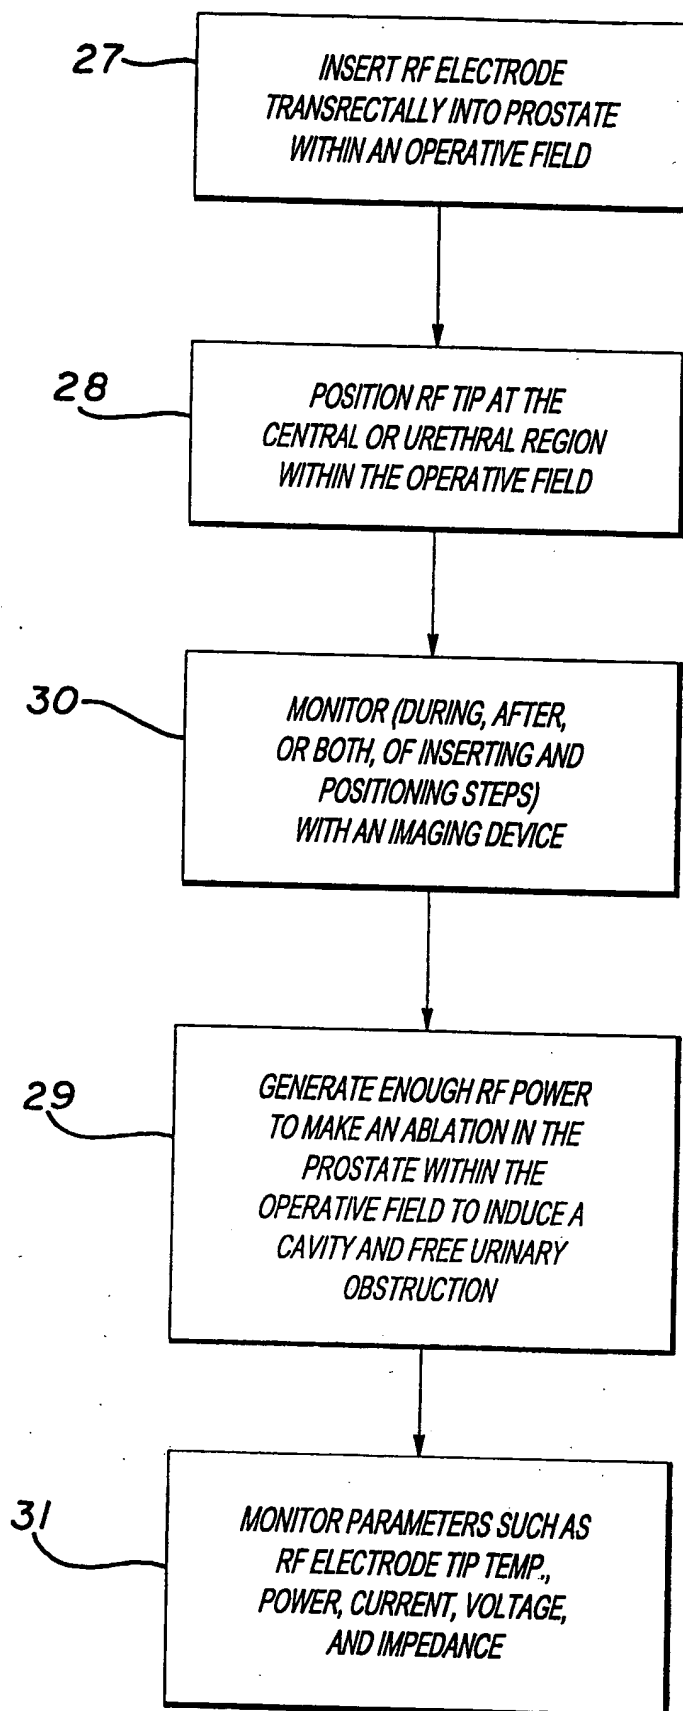 27
INSERT RF ELECTRODE
TRANSRECTALLY INTO PROSTATE
WITHIN AN OPERATIVE FIELD
28
POSITION RF TIP AT THE
CENTRAL OR URETHRAL REGION
WITHIN THE OPERATIVE FIELD
30
MONITOR (DURING, AFTER,
OR BOTH, OF INSERTING AND
POSITIONING STEPS)
WITH AN IMAGING DEVICE
29
GENERATE ENOUGH RF POWER
TO MAKE AN ABLATION IN THE
PROSTATE WITHIN THE
OPERATIVE FIELD TO INDUCE A
CAVITY AND FREE URINARY
OBSTRUCTION
31
MONITOR PARAMETERS SUCH AS
RF ELECTRODE TIP TEMP.,
POWER, CURRENT, VOLTAGE,
AND IMPEDANCE